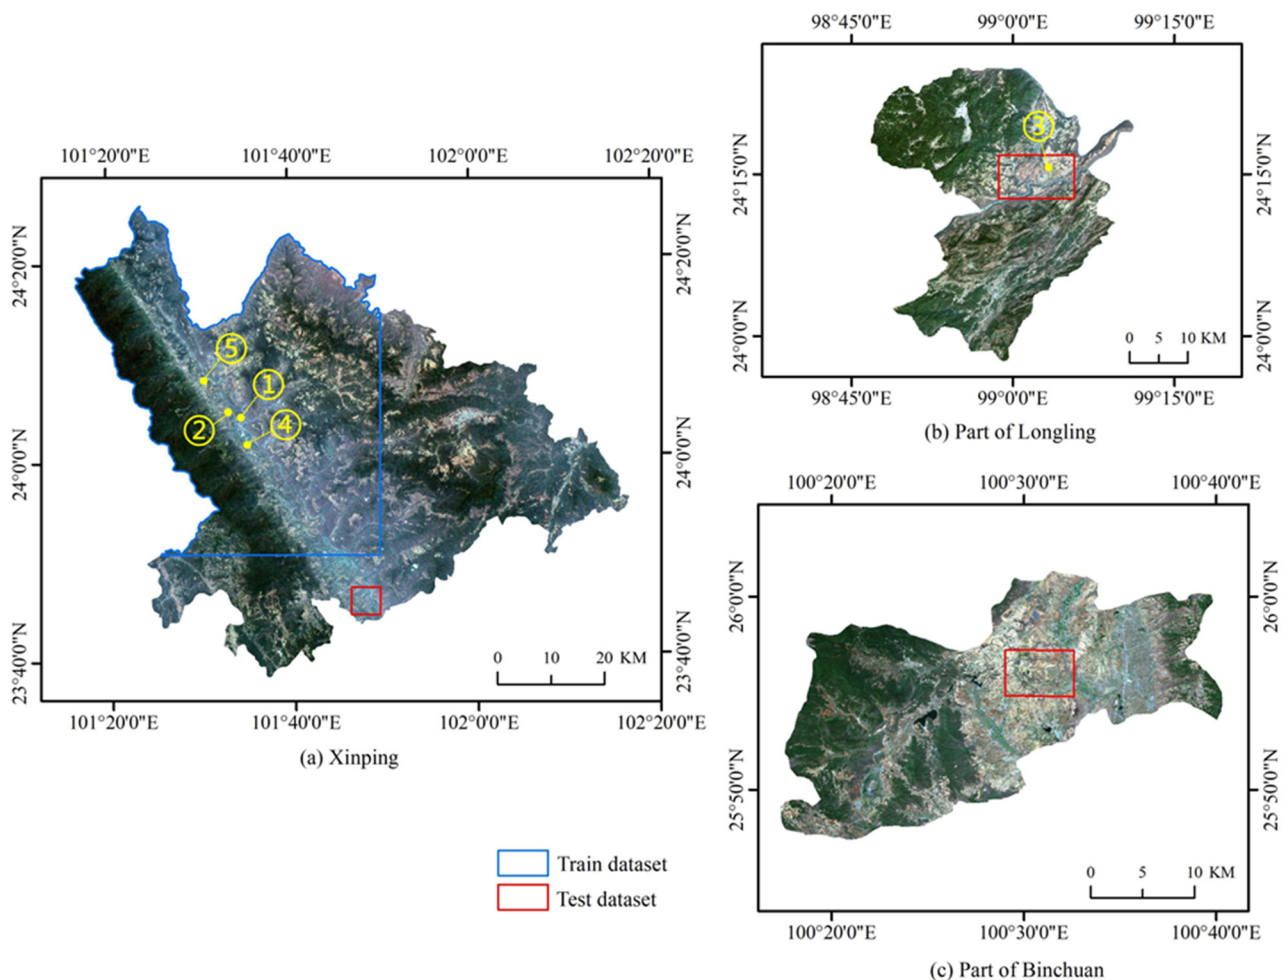 101°20'0"E 101°40'0"E 102°0'0"E 102°20'0"E
24°20'0"N
24°0'0"N
23°40'0"N
24°20'0"N
24°0'0"N
23°40'0"N
⑤
①
②
④
0 10 20 KM
101°20'0"E 101°40'0"E 102°0'0"E 102°20'0"E
(a) Xinping
98°45'0"E 99°0'0"E 99°15'0"E
24°15'0"N
24°0'0"N
24°15'0"N
24°0'0"N
③
0 5 10 KM
98°45'0"E 99°0'0"E 99°15'0"E
(b) Part of Longling
100°20'0"E 100°30'0"E 100°40'0"E
26°0'0"N
25°50'0"N
26°0'0"N
25°50'0"N
0 5 10 KM
100°20'0"E 100°30'0"E 100°40'0"E
(c) Part of Binchuan
Train dataset
Test dataset